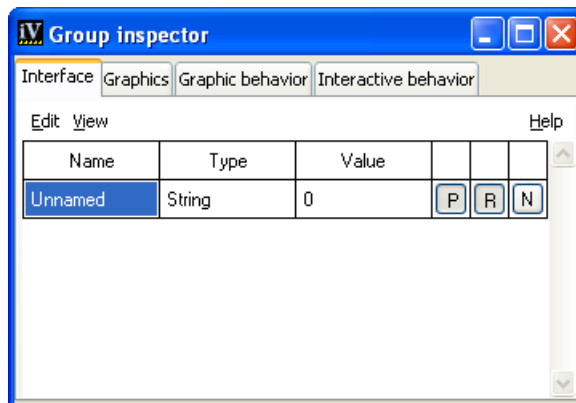 iV Group inspector
Interface Graphics Graphic behavior Interactive behavior
Edit View Help
Name Type Value
Unnamed String 0 P R N